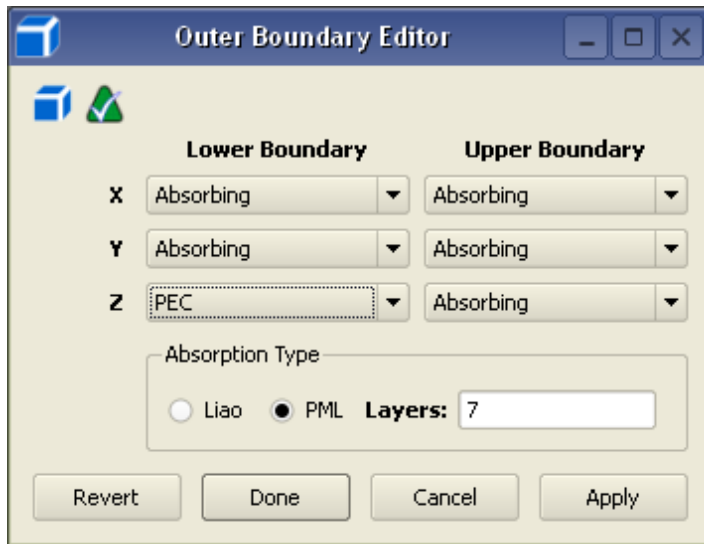 Outer Boundary Editor
Lower Boundary Upper Boundary
X Absorbing Absorbing
Y Absorbing Absorbing
Z PEC Absorbing
Absorption Type
Liao PML Layers: 7
Revert Done Cancel Apply